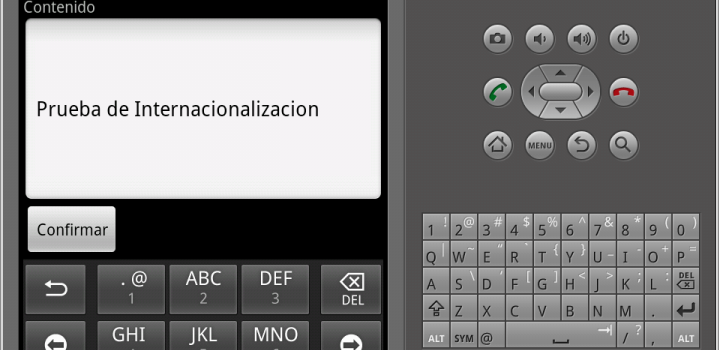 Contenido
Prueba de Internacionalizacion
Confirmar
. @ ABC DEF
1 2 3 DEL
GHI JKL MNO
MENU
1 ! 2 @ 3 # 4 $ 5 % 6 ^ 7 & 8 * 9 ( 0 )
Q | W ~ E " R ` T { Y } U _ I - O + P =
A S \ D ' F [ G ] H < J > K ; L : DEL
Z X C V B N M .
ALT SYM @ / ? , ALT